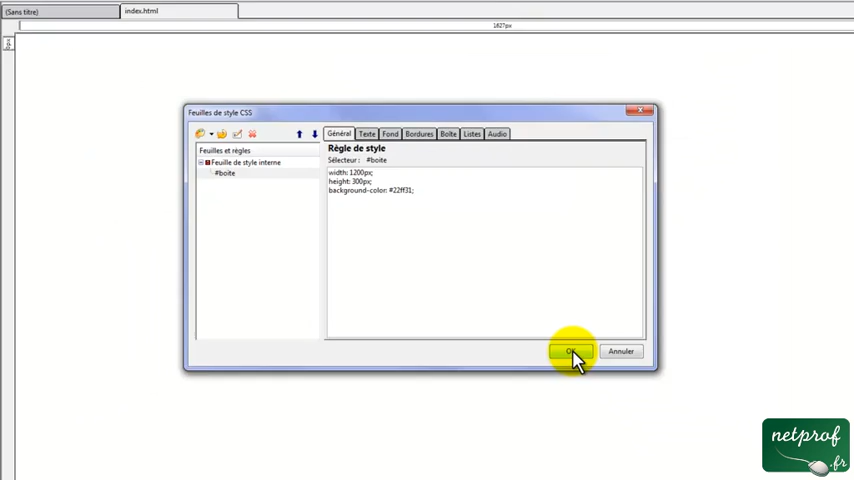 (Sans titre)
index.html
1627px
0px
Feuilles de style CSS
Général
Texte
Fond
Bordures
Boîte
Listes
Audio
Feuilles et règles
Règle de style
Sélecteur : #boite
Feuille de style interne
#boite
width: 1200px;
height: 300px;
background-color: #22ff31;
OK
Annuler
netprof
.fr